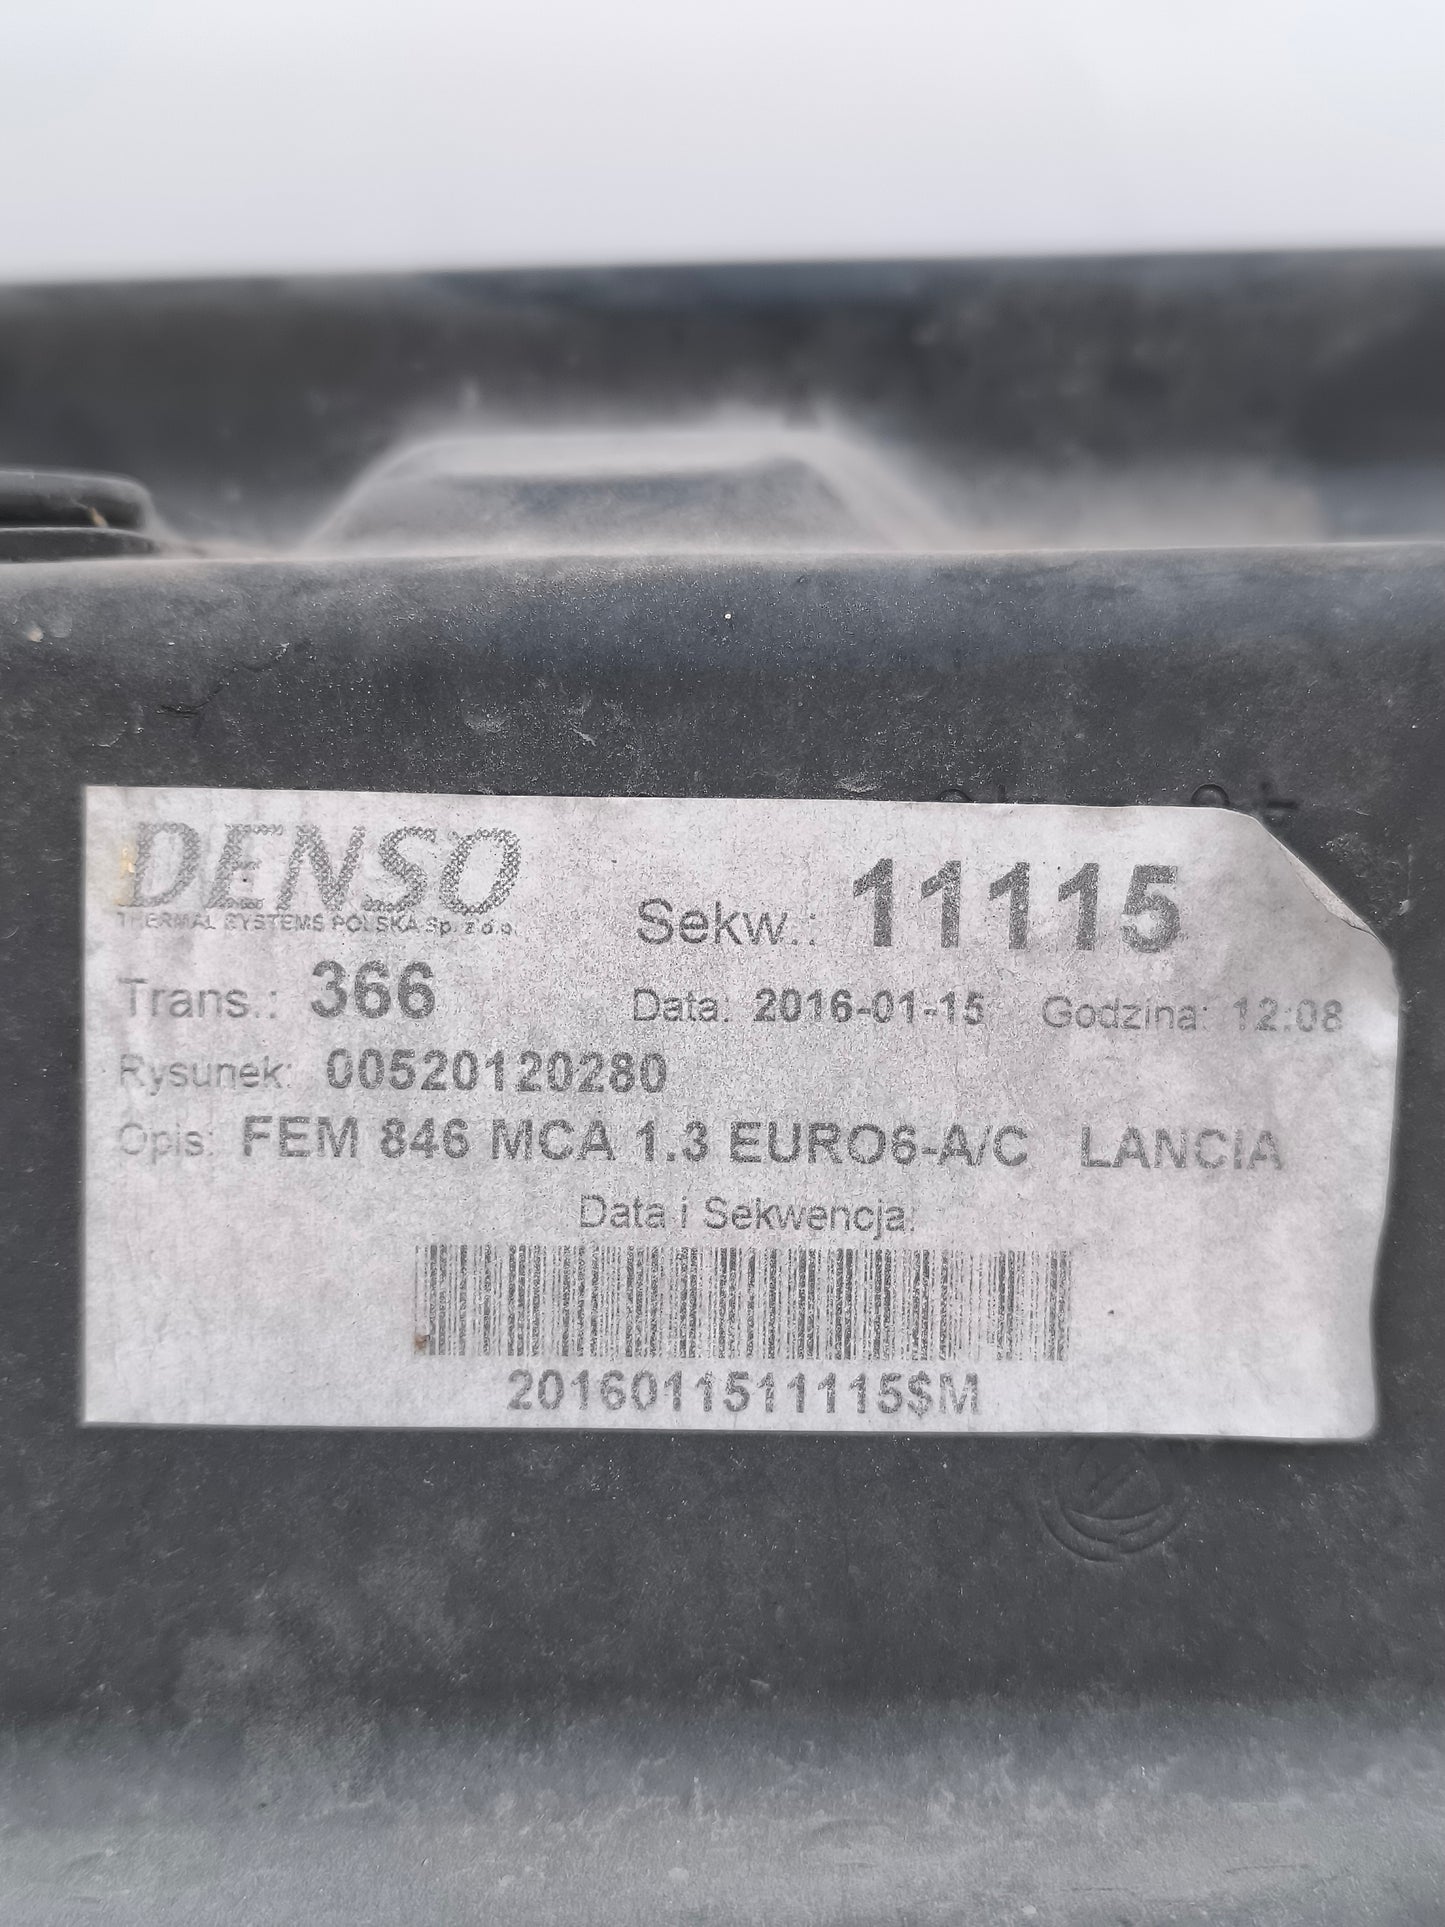 DENSO
THERMAL SYSTEMS POLSKA Sp. z o.o.
Sekw.: 11115
Trans.: 366
Data: 2016-01-15 Godzina: 12:08
Rysunek: 00520120280
Opis: FEM 846 MCA 1.3 EURO6-A/C LANCIA
Data i Sekwencja:
2016011511115$M